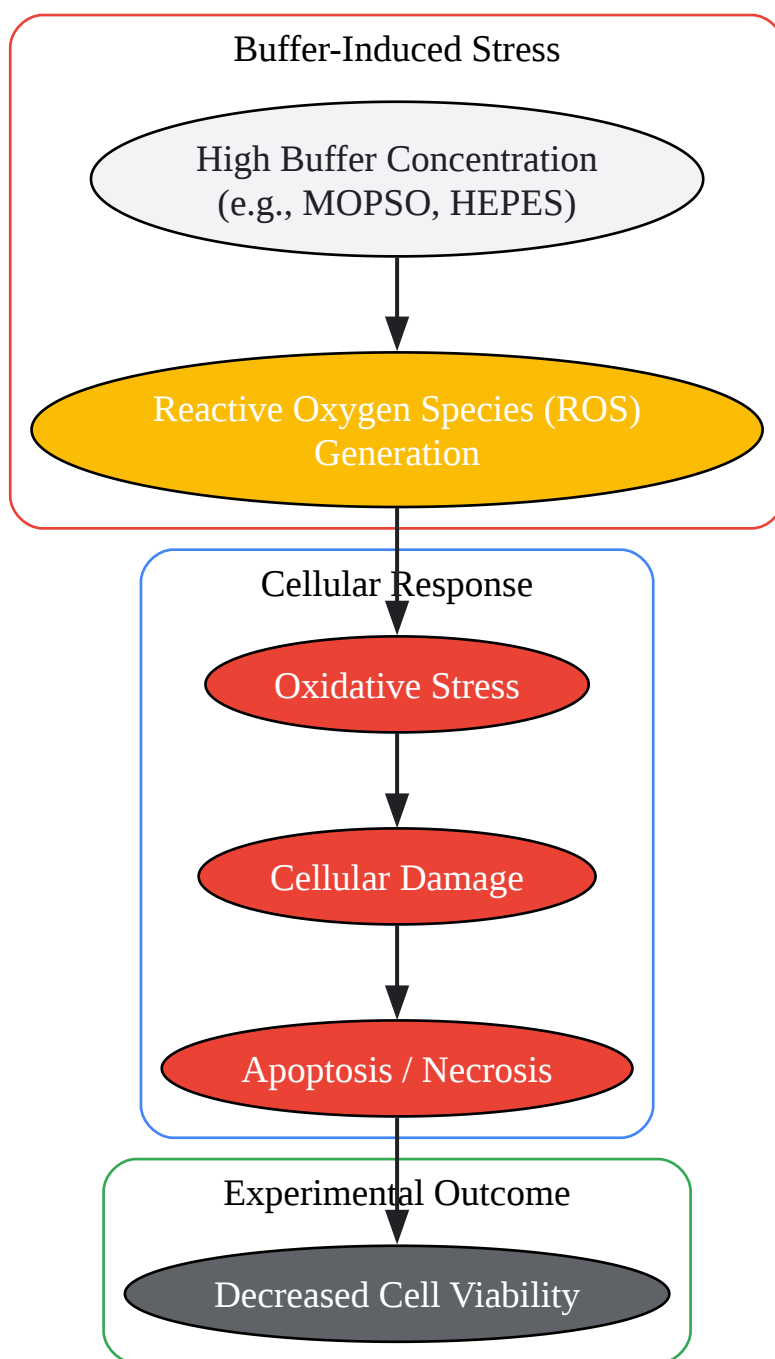 Buffer-Induced Stress
High Buffer Concentration
(e.g., MOPSO, HEPES)
Reactive Oxygen Species (ROS)
Generation
Cellular Response
Oxidative Stress
Cellular Damage
Apoptosis / Necrosis
Experimental Outcome
Decreased Cell Viability